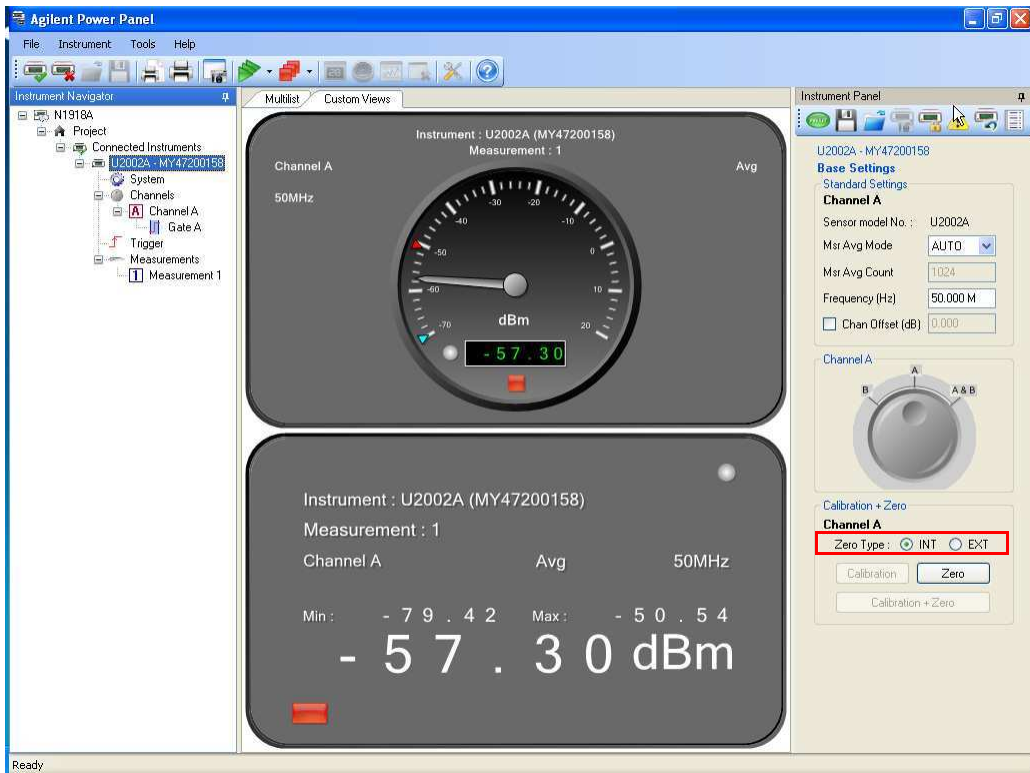 Agilent Power Panel
File Instrument Tools Help
Instrument Navigator
N1918A
Project
Connected Instruments
U2002A - MY47200158
System
Channels
A Channel A
Gate A
Trigger
Measurements
1 Measurement 1
Multilist Custom Views
Instrument : U2002A (MY47200158)
Measurement : 1
Channel A Avg
50MHz
-70
-60
-50
-40
-30
-20
-10
0
10
20
dBm
-57.30
Instrument : U2002A (MY47200158)
Measurement : 1
Channel A Avg 50MHz
Min : -79.42 Max : -50.54
-57.30 dBm
Instrument Panel
U2002A - MY47200158
Base Settings
Standard Settings
Channel A
Sensor model No. : U2002A
Msr Avg Mode AUTO
Msr Avg Count 1024
Frequency (Hz) 50.000 M
Chan Offset (dB) 0.000
Channel A
A
B A & B
Calibration + Zero
Channel A
Zero Type : INT EXT
Calibration Zero
Calibration + Zero
Ready